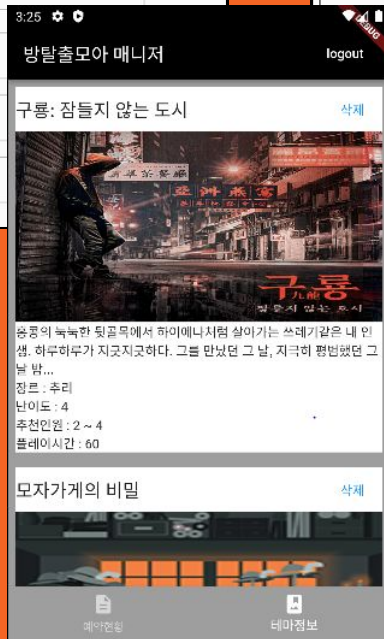 3:25
DEBUG
방탈출모아 매니저
logout
구룡: 잠들지 않는 도시
삭제
구룡
九龍
잠들지 않는 도시
홍콩의 눅눅한 뒷골목에서 하이에나처럼 살아가는 쓰레기같은 내 인
생. 하루하루가 지긋지긋하다. 그를 만났던 그 날, 지극히 평범했던 그
날 밤...
장르 : 추리
난이도 : 4
추천인원 : 2 ~ 4
플레이시간 : 60
모자가게의 비밀
삭제
예약현황
테마정보